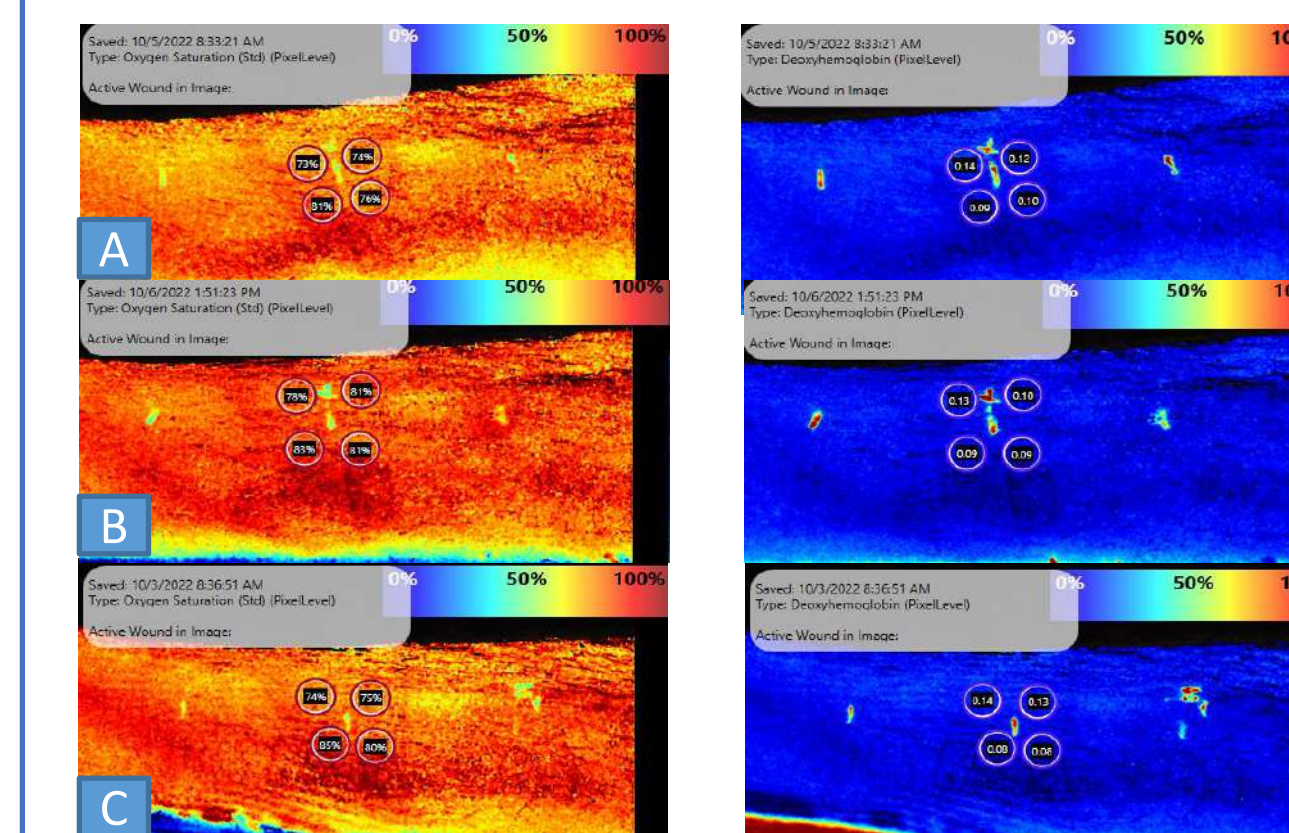 Saved: 10/5/2022 8:33:21 AM
Type: Oxygen Saturation (Std) (PixelLevel)
Active Wound in Image:
0% 50% 100%
73% 74%
81% 76%
A
Saved: 10/5/2022 8:33:21 AM
Type: Deoxyhemoglobin (PixelLevel)
Active Wound in Image:
0% 50% 10
0.14 0.12
0.09 0.10
Saved: 10/6/2022 1:51:23 PM
Type: Oxygen Saturation (Std) (PixelLevel)
Active Wound in Image:
0% 50% 100%
78% 81%
83% 81%
B
Saved: 10/6/2022 1:51:23 PM
Type: Deoxyhemoglobin (PixelLevel)
Active Wound in Image:
0% 50% 10
0.13 0.10
0.09 0.09
Saved: 10/3/2022 8:36:51 AM
Type: Oxygen Saturation (Std) (PixelLevel)
Active Wound in Image:
0% 50% 100%
74% 75%
85% 80%
C
Saved: 10/3/2022 8:36:51 AM
Type: Deoxyhemoglobin (PixelLevel)
Active Wound in Image:
0% 50% 1
0.14 0.13
0.08 0.08